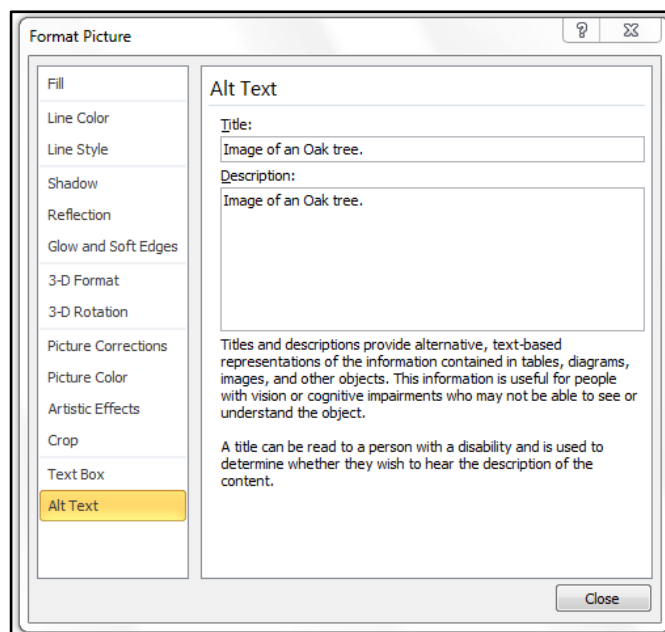 Format Picture
Fill
Line Color
Line Style
Shadow
Reflection
Glow and Soft Edges
3-D Format
3-D Rotation
Picture Corrections
Picture Color
Artistic Effects
Crop
Text Box
Alt Text
Alt Text
Title:
Image of an Oak tree.
Description:
Image of an Oak tree.
Titles and descriptions provide alternative, text-based
representations of the information contained in tables, diagrams,
images, and other objects. This information is useful for people
with vision or cognitive impairments who may not be able to see or
understand the object.
A title can be read to a person with a disability and is used to
determine whether they wish to hear the description of the
content.
Close